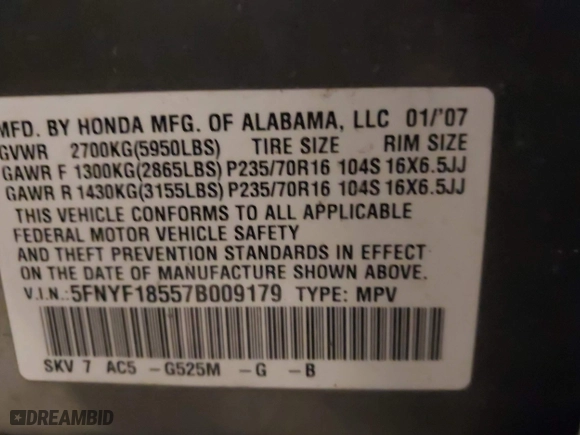 MFD. BY HONDA MFG. OF ALABAMA, LLC 01/'07
GVWR 2700KG(5950LBS) TIRE SIZE RIM SIZE
GAWR F 1300KG(2865LBS) P235/70R16 104S 16X6.5JJ
GAWR R 1430KG(3155LBS) P235/70R16 104S 16X6.5JJ
THIS VEHICLE CONFORMS TO ALL APPLICABLE
FEDERAL MOTOR VEHICLE SAFETY
AND THEFT PREVENTION STANDARDS IN EFFECT
ON THE DATE OF MANUFACTURE SHOWN ABOVE.
V.I.N.:5FNYF18557B009179 TYPE: MPV
SKV 7 AC5 -G525M -G -B
DREAMBID